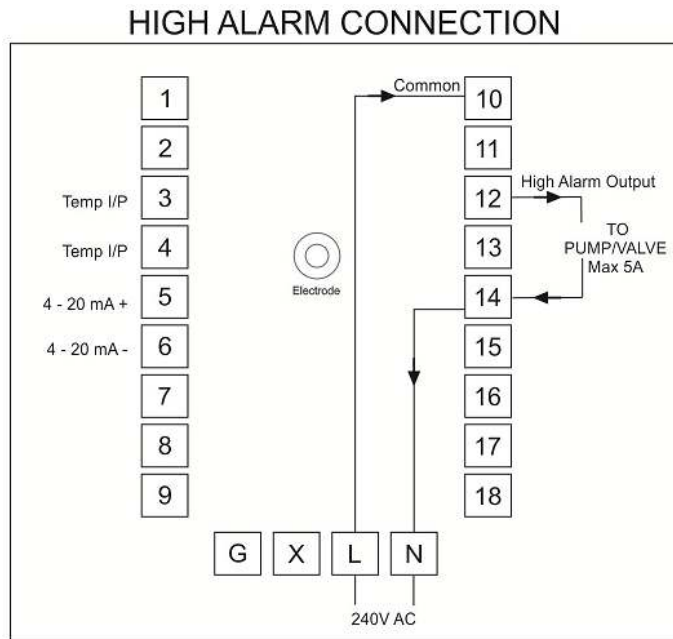 HIGH ALARM CONNECTION
1
2
Temp I/P 3
Temp I/P 4
4 - 20 mA + 5
4 - 20 mA - 6
7
8
9
Electrode
Common 10
11
12 High Alarm Output
13
TO
PUMP/VALVE
Max 5A
14
15
16
17
18
G X L N
240V AC